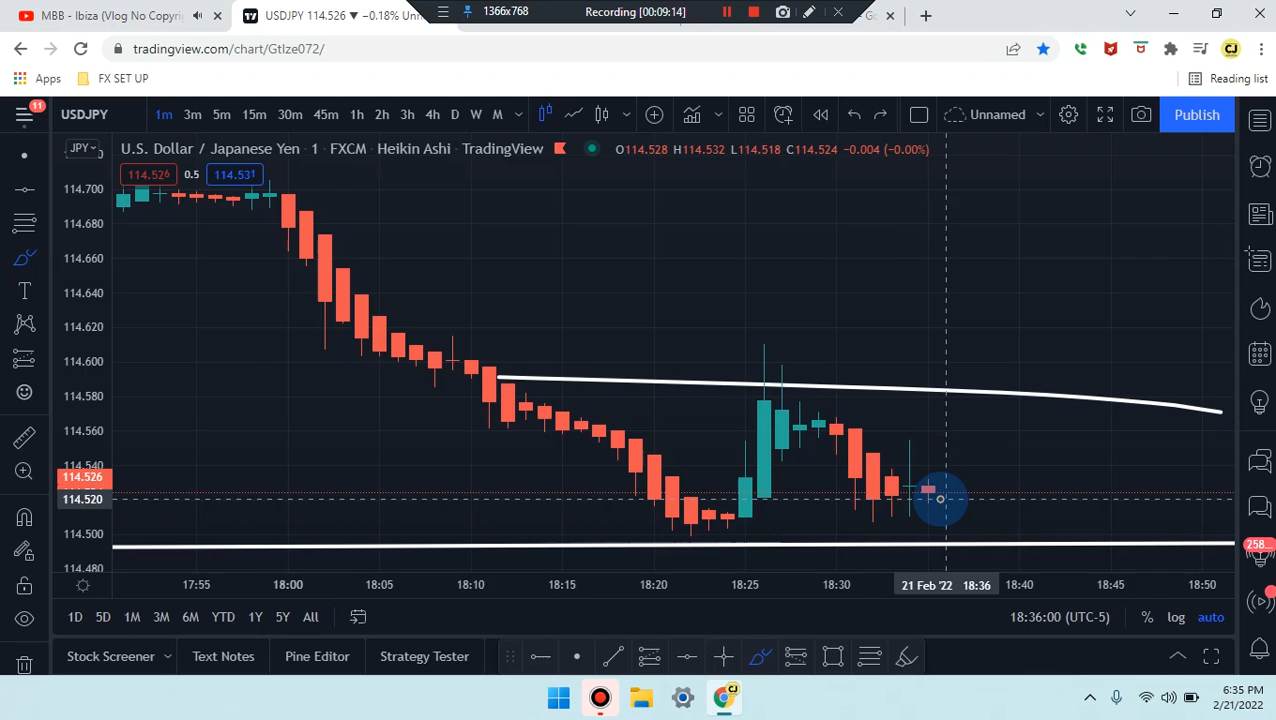 MBB - Ibiza (Vlog No Copyrig
USDJPY 114.526 ▼ −0.18% Unn
1366x768
Recording [00:09:14]
tradingview.com/chart/GtIze072/
CJ
Apps
FX SET UP
Reading list
11
USDJPY
1m 3m 5m 15m 30m 45m 1h 2h 3h 4h D W M
Unnamed
Publish
JPY
U.S. Dollar / Japanese Yen · 1 · FXCM · Heikin Ashi · TradingView
O114.528 H114.532 L114.518 C114.524 −0.004 (−0.00%)
114.526 0.5 114.531
114.700
114.680
114.660
114.640
114.620
114.600
114.580
114.560
114.540
114.526
114.520
114.500
114.480
258...
17:55 18:00 18:05 18:10 18:15 18:20 18:25 18:30 21 Feb '22 18:36 18:40 18:45 18:50
1D 5D 1M 3M 6M YTD 1Y 5Y All
18:36:00 (UTC-5)
% log auto
Stock Screener
Text Notes
Pine Editor
Strategy Tester
CJ
6:35 PM
2/21/2022